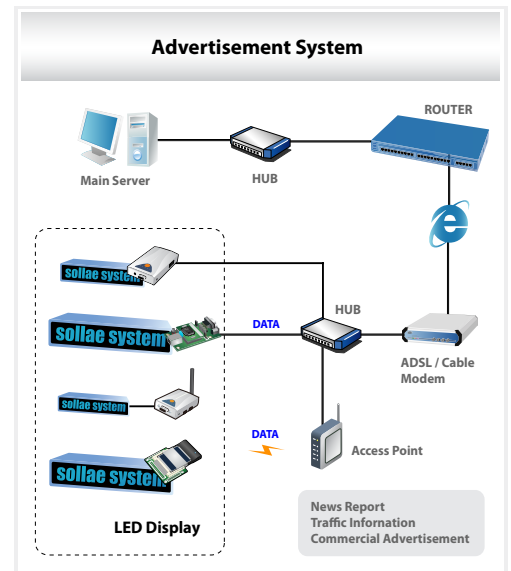 Advertisement System
ROUTER
Main Server
HUB
sollae system
HUB
DATA
sollae system
ADSL / Cable
Modem
sollae system
DATA
Access Point
sollae system
News Report
Traffic Infornation
Commercial Advertisement
LED Display